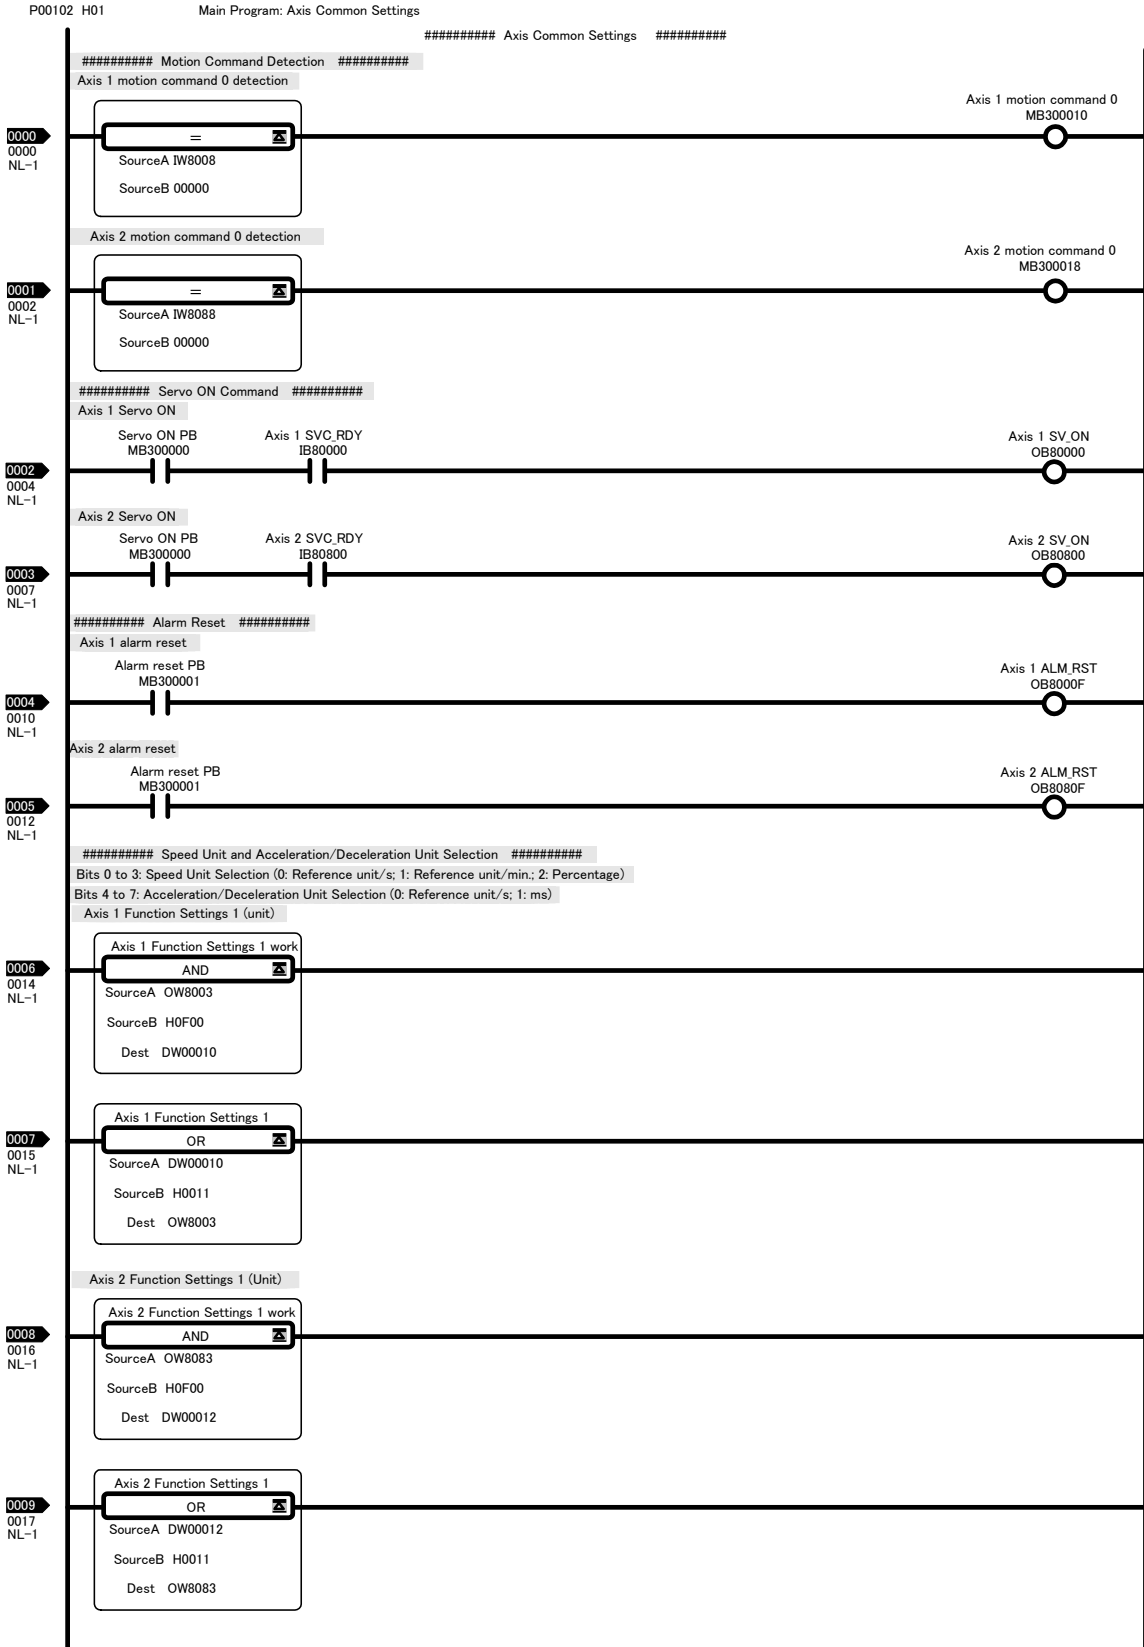 P00102 H01 Main Program: Axis Common Settings
########## Axis Common Settings ##########
########## Motion Command Detection ##########
Axis 1 motion command 0 detection
Axis 1 motion command 0
MB300010
0000
0000
NL-1
=
SourceA IW8008
SourceB 00000
Axis 2 motion command 0 detection
Axis 2 motion command 0
MB300018
0001
0002
NL-1
=
SourceA IW8088
SourceB 00000
########## Servo ON Command ##########
Axis 1 Servo ON
Servo ON PB Axis 1 SVC_RDY Axis 1 SV_ON
MB300000 IB80000 OB80000
0002
0004
NL-1
Axis 2 Servo ON
Servo ON PB Axis 2 SVC_RDY Axis 2 SV_ON
MB300000 IB80800 OB80800
0003
0007
NL-1
########## Alarm Reset ##########
Axis 1 alarm reset
Alarm reset PB Axis 1 ALM_RST
MB300001 OB8000F
0004
0010
NL-1
Axis 2 alarm reset
Alarm reset PB Axis 2 ALM_RST
MB300001 OB8080F
0005
0012
NL-1
########## Speed Unit and Acceleration/Deceleration Unit Selection ##########
Bits 0 to 3: Speed Unit Selection (0: Reference unit/s; 1: Reference unit/min.; 2: Percentage)
Bits 4 to 7: Acceleration/Deceleration Unit Selection (0: Reference unit/s; 1: ms)
Axis 1 Function Settings 1 (unit)
Axis 1 Function Settings 1 work
0006
0014
NL-1
AND
SourceA OW8003
SourceB H0F00
Dest DW00010
Axis 1 Function Settings 1
0007
0015
NL-1
OR
SourceA DW00010
SourceB H0011
Dest OW8003
Axis 2 Function Settings 1 (Unit)
Axis 2 Function Settings 1 work
0008
0016
NL-1
AND
SourceA OW8083
SourceB H0F00
Dest DW00012
Axis 2 Function Settings 1
0009
0017
NL-1
OR
SourceA DW00012
SourceB H0011
Dest OW8083